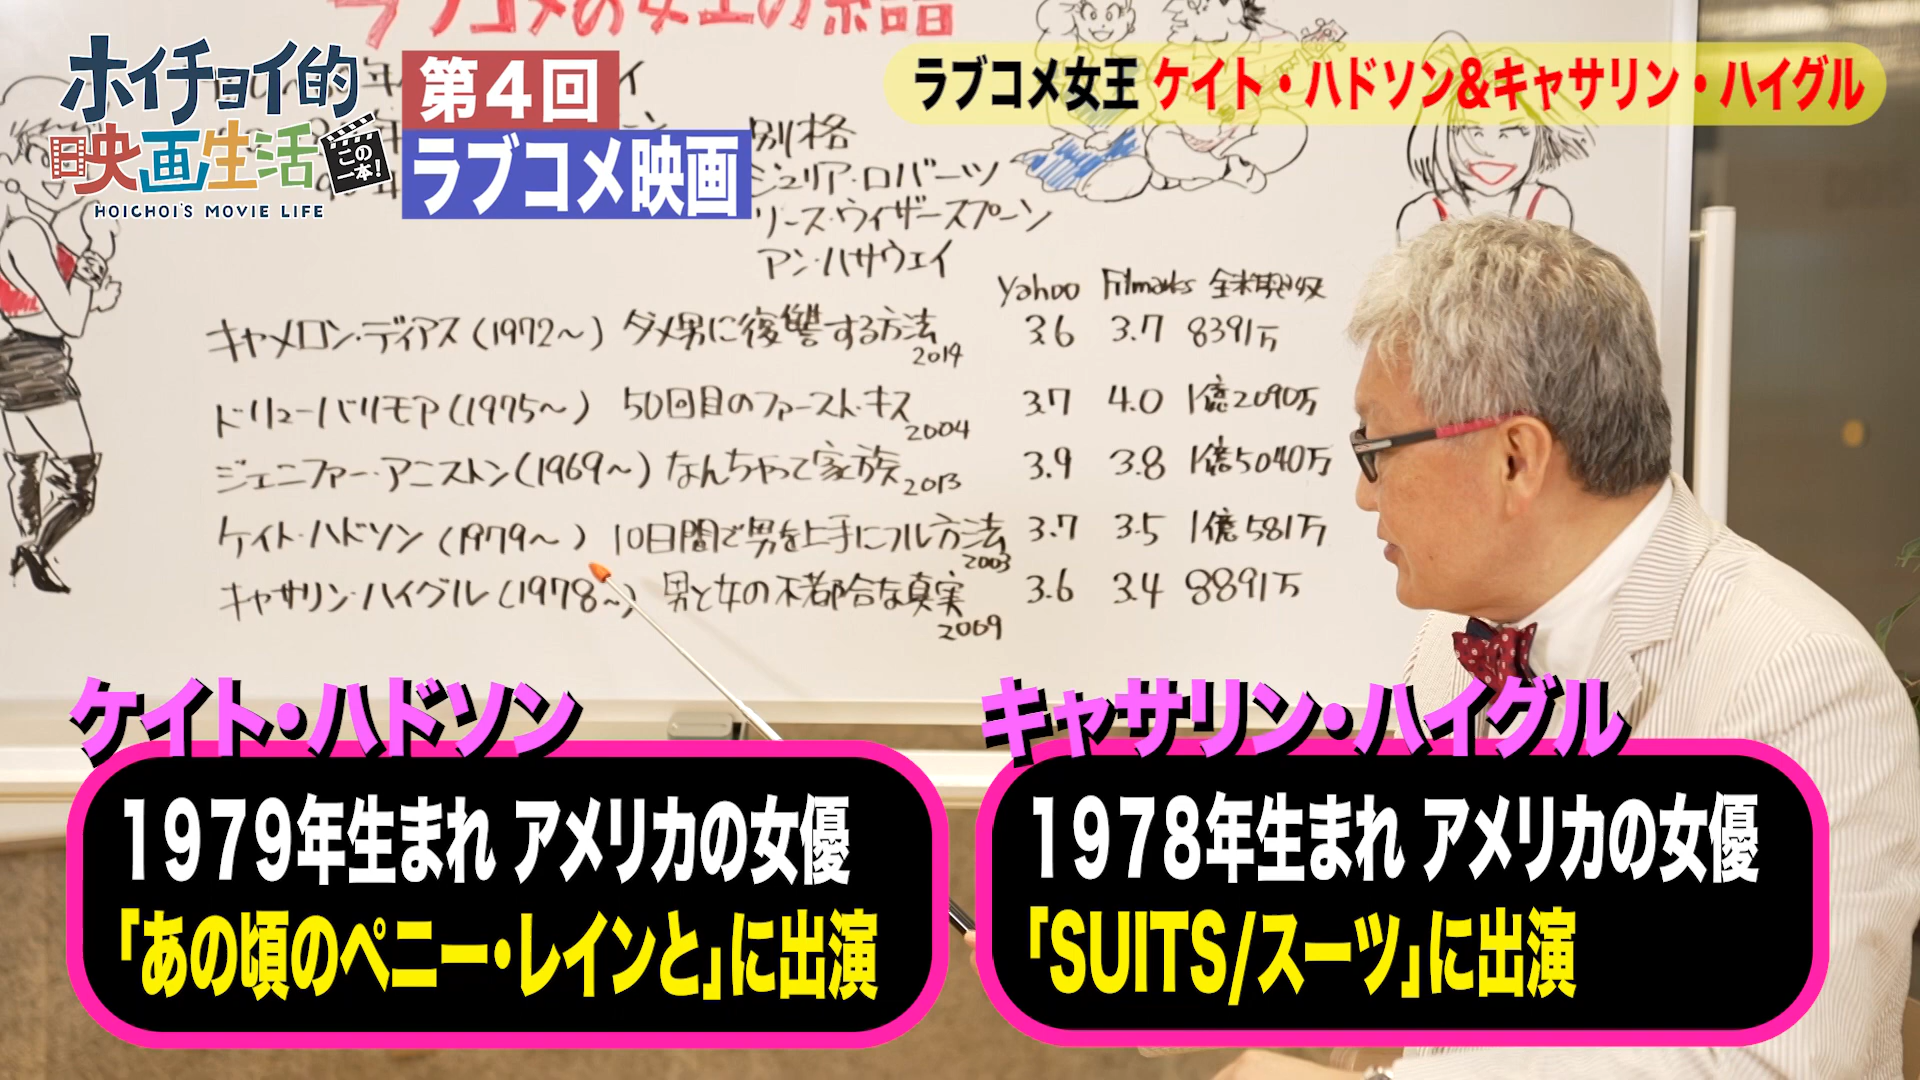 ラブコメの女王の系譜
ホイチョイ的
映画生活
この
一本!
HOICHOI'S MOVIE LIFE
第4回
ラブコメ映画
ラブコメ女王 ケイト・ハドソン&キャサリン・ハイグル
別格
ジュリア・ロバーツ
リース・ウィザースプーン
アン・ハサウェイ
Yahoo Filmarks 全米興収
キャメロン・ディアス(1972~) ダメ男に復讐する方法 2014 3.6 3.7 8391万
ドリュー・バリモア(1975~) 50回目のファースト・キス 2004 3.7 4.0 1億2090万
ジェニファー・アニストン(1969~) なんちゃって家族 2013 3.9 3.8 1億5040万
ケイト・ハドソン(1979~) 10日間で男を上手にフル方法 2003 3.7 3.5 1億581万
キャサリン・ハイグル(1978~) 男と女の不都合な真実 2009 3.6 3.4 8891万
ケイト・ハドソン
1979年生まれ アメリカの女優
「あの頃のペニー・レインと」に出演
キャサリン・ハイグル
1978年生まれ アメリカの女優
「SUITS/スーツ」に出演